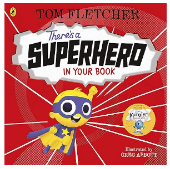 TOM FLETCHER
There's a
SUPERHERO
IN YOUR BOOK
Illustrated by
GREG ABBOTT